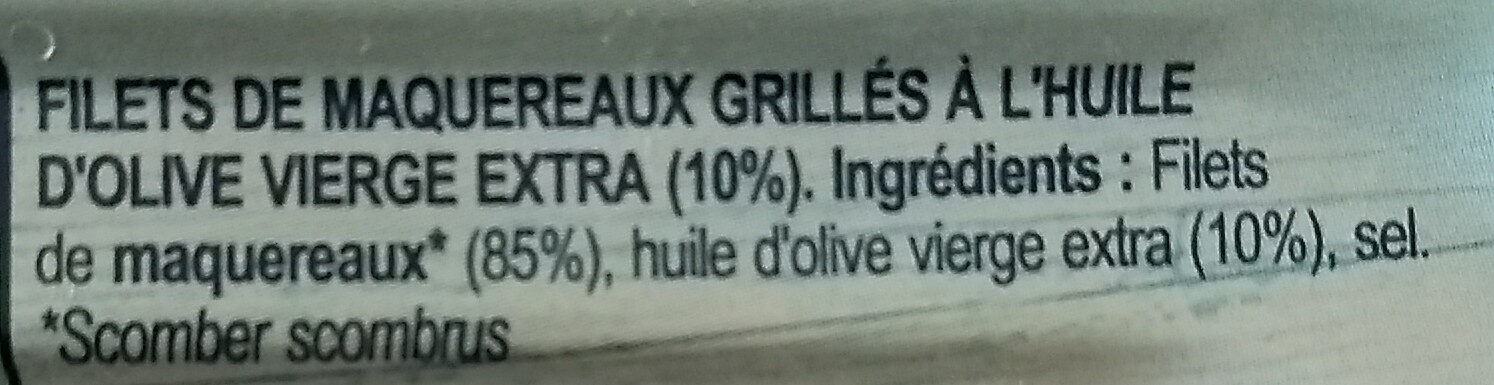 FILETS DE MAQUEREAUX GRILLÉS À L'HUILE
D'OLIVE VIERGE EXTRA (10%). Ingrédients : Filets
de maquereaux* (85%), huile d'olive vierge extra (10%), sel.
*Scomber scombrus